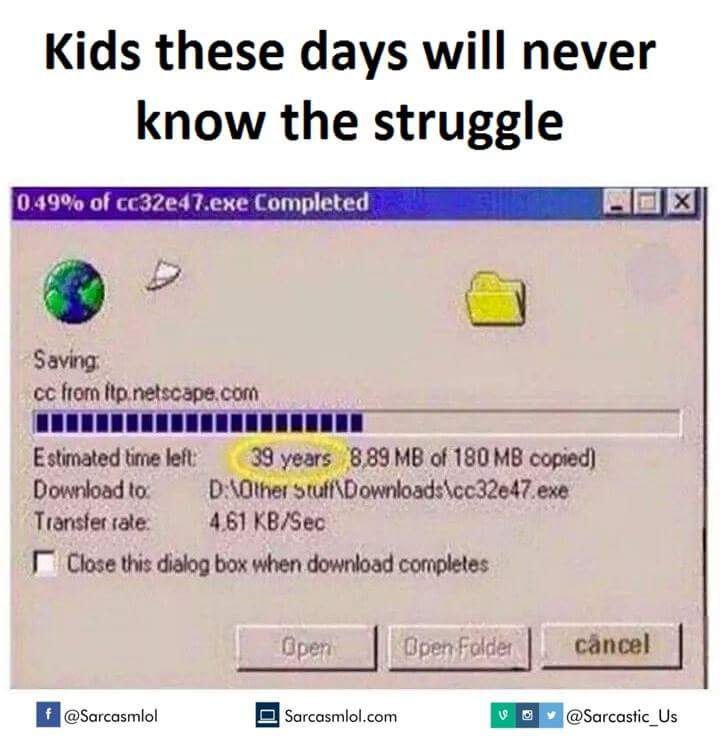 Kids these days will never
know the struggle
0.49% of cc32e47.exe Completed
Saving:
cc from ftp.netscape.com
Estimated time left: 39 years 8,89 MB of 180 MB copied)
Download to: D:\Other Stuff\Downloads\cc32e47.exe
Transfer rate: 4.61 KB/Sec
Close this dialog box when download completes
Open Open Folder câncel
f @Sarcasmlol Sarcasmlol.com @Sarcastic_Us